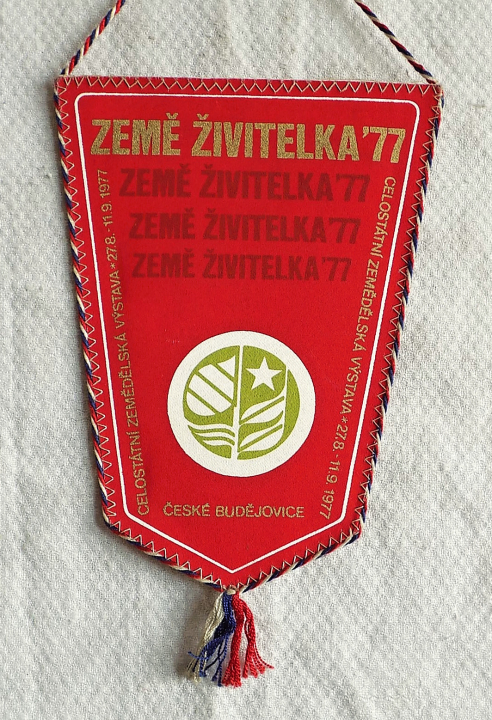 ZEMĚ ŽIVITELKA'77
ZEMĚ ŽIVITELKA'77
ZEMĚ ŽIVITELKA'77
ZEMĚ ŽIVITELKA'77
CELOSTÁTNÍ ZEMĚDĚLSKÁ VÝSTAVA * 27.8. - 11.9. 1977
CELOSTÁTNÍ ZEMĚDĚLSKÁ VÝSTAVA * 27.8. - 11.9. 1977
ČESKÉ BUDĚJOVICE